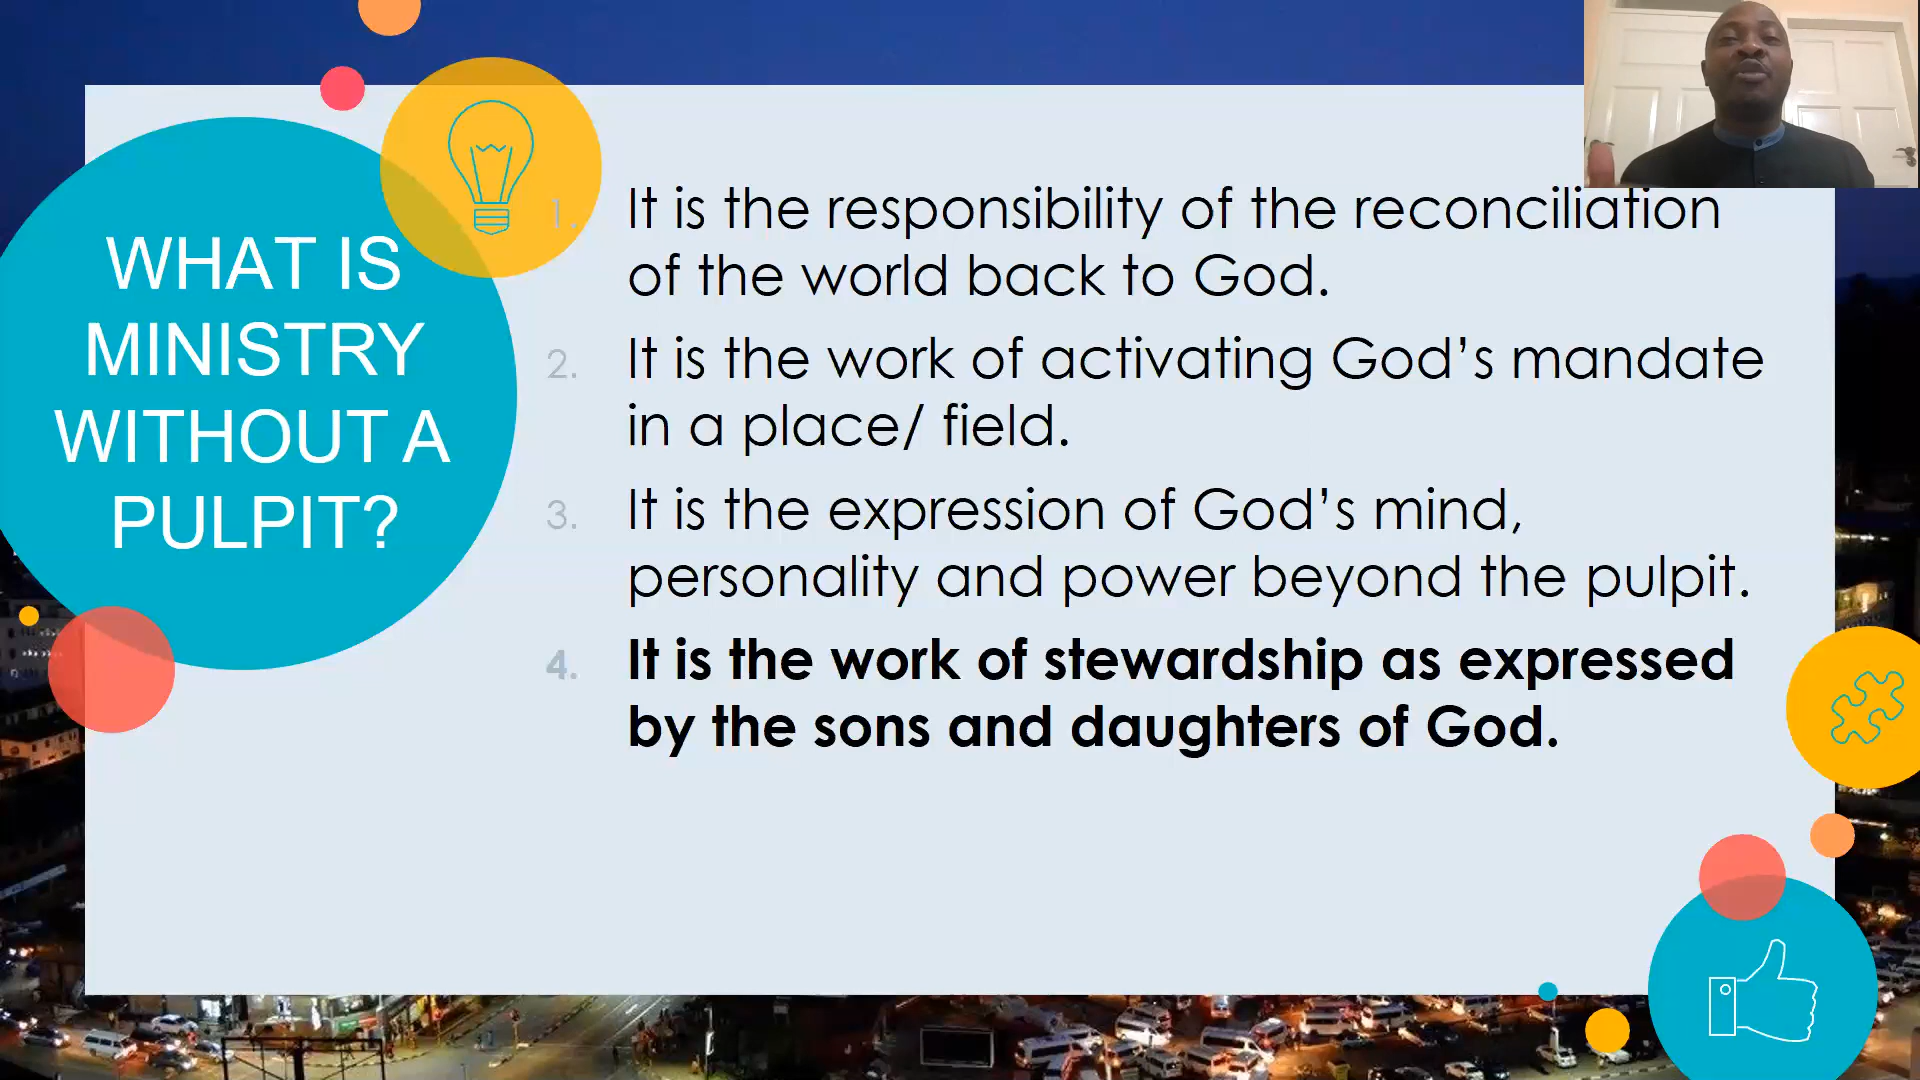 WHAT IS
MINISTRY
WITHOUT A
PULPIT?
1. It is the responsibility of the reconciliation
of the world back to God.
2. It is the work of activating God’s mandate
in a place/ field.
3. It is the expression of God’s mind,
personality and power beyond the pulpit.
4. It is the work of stewardship as expressed
by the sons and daughters of God.